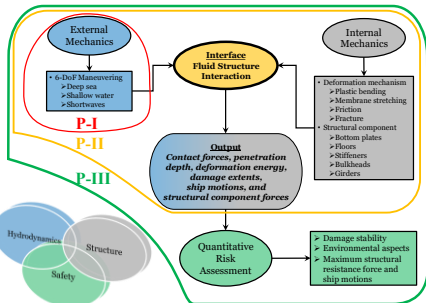 External
Mechanics
• 6-DoF Maneuvering
➢Deep sea
➢Shallow water
➢Shortwaves
P-I
P-II
P-III
Interface
Fluid Structure
Interaction
Internal
Mechanics
• Deformation mechanism
➢Plastic bending
➢Membrane stretching
➢Friction
➢Fracture
• Structural component
➢Bottom plates
➢Floors
➢Stiffeners
➢Bulkheads
➢Girders
Output
Contact forces, penetration
depth, deformation energy,
damage extents,
ship motions, and
structural component forces
Hydrodynamics
Structure
Safety
Quantitative
Risk
Assessment
➢ Damage stability
➢ Environmental aspects
➢ Maximum structural
resistance force and
ship motions